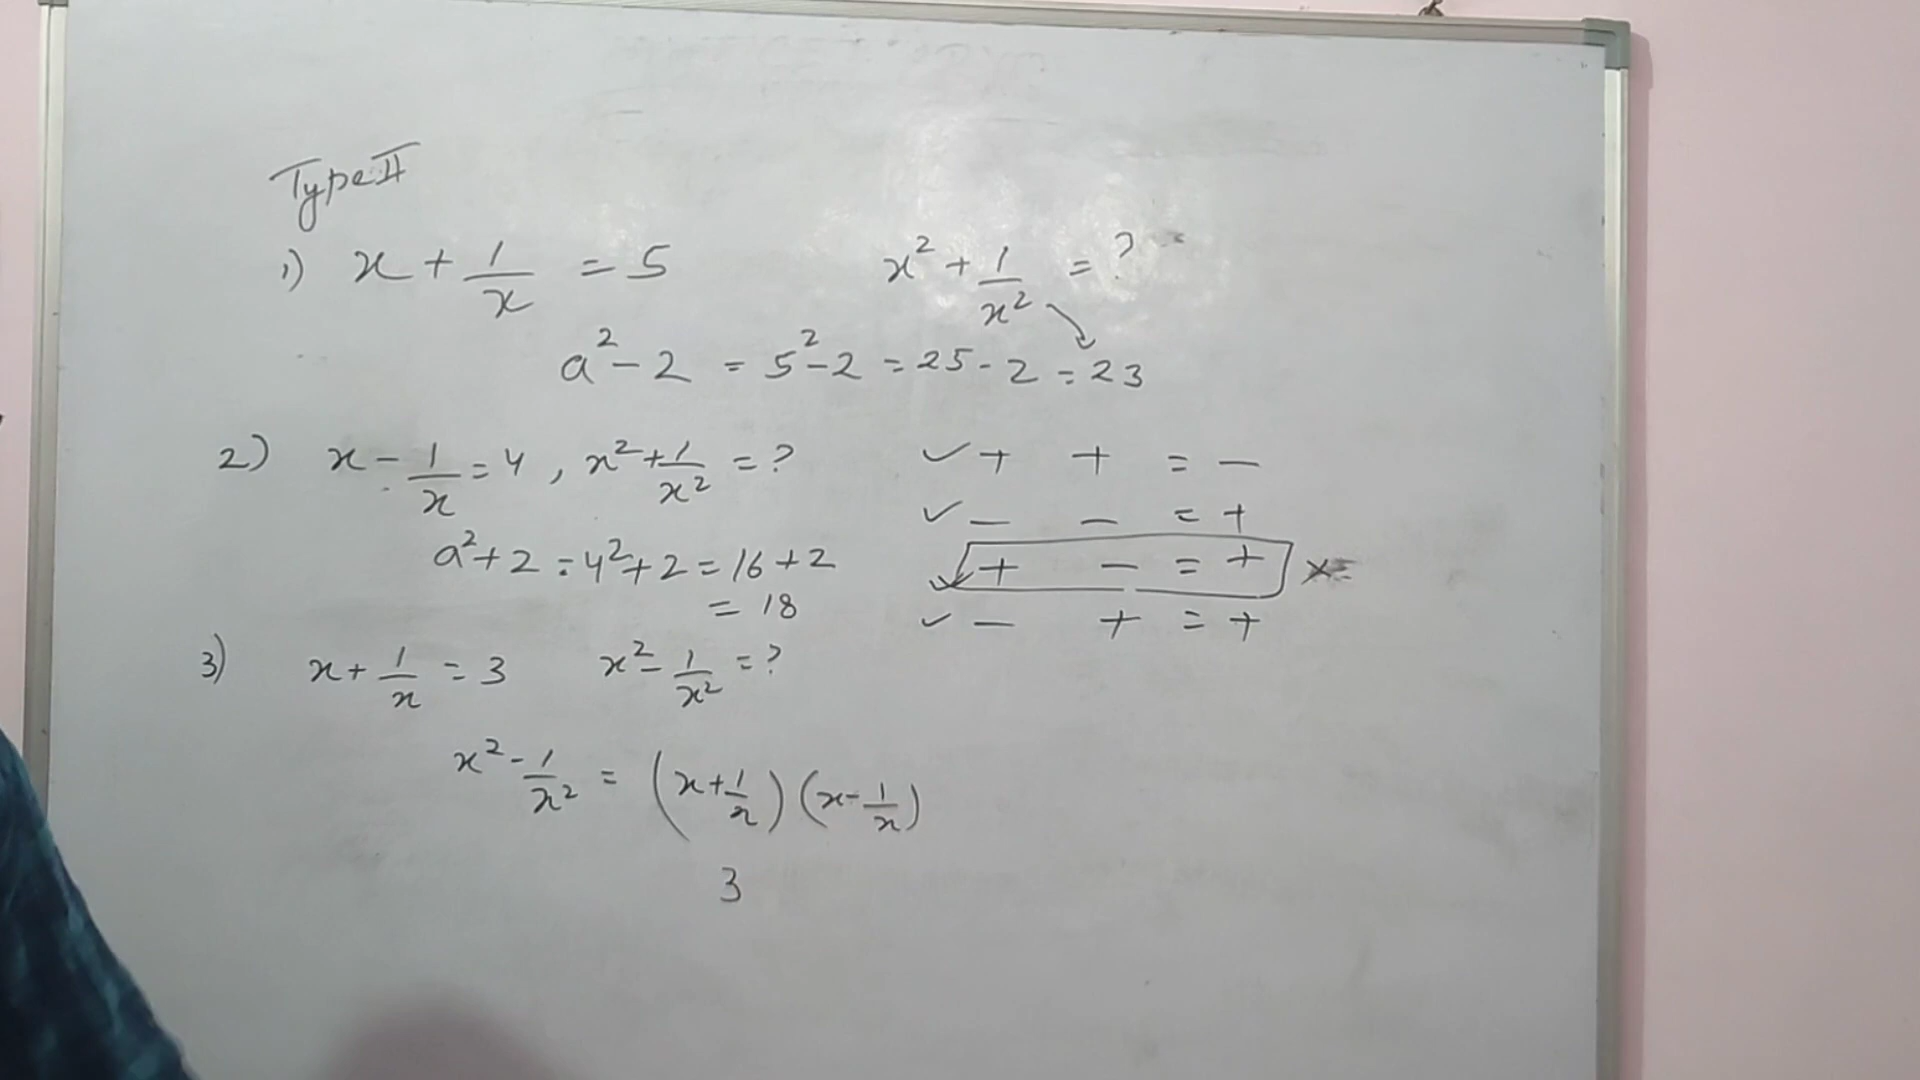 Type II
1) x + 1/x = 5 x² + 1/x² = ?
a² - 2 = 5² - 2 = 25 - 2 = 23
2) x - 1/x = 4 , x² + 1/x² = ?
a² + 2 = 4² + 2 = 16 + 2
= 18
✓ + + = -
✓ - - = +
✓ + - = + ×
✓ - + = +
3) x + 1/x = 3 x² - 1/x² = ?
x² - 1/x² = (x + 1/x) (x - 1/x)
3